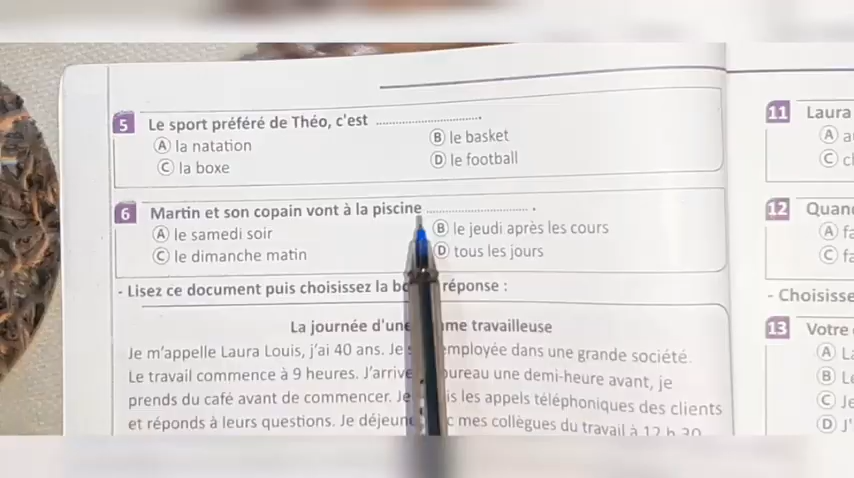 5 Le sport préféré de Théo, c'est ............................
A la natation
B le basket
C la boxe
D le football
6 Martin et son copain vont à la piscine ............................ .
A le samedi soir
B le jeudi après les cours
C le dimanche matin
D tous les jours
- Lisez ce document puis choisissez la réponse :
La journée d'une travailleuse
Je m'appelle Laura Louis, j'ai 40 ans. Je employée dans une grande société.
Le travail commence à 9 heures. J'arrive bureau une demi-heure avant, je
prends du café avant de commencer. Je les appels téléphoniques des clients
et réponds à leurs questions. Je mes collègues du travail à 12 h 30
11 Laura
A
C
12
A
C
- Choisisse
13 Votre
A
B
C
D